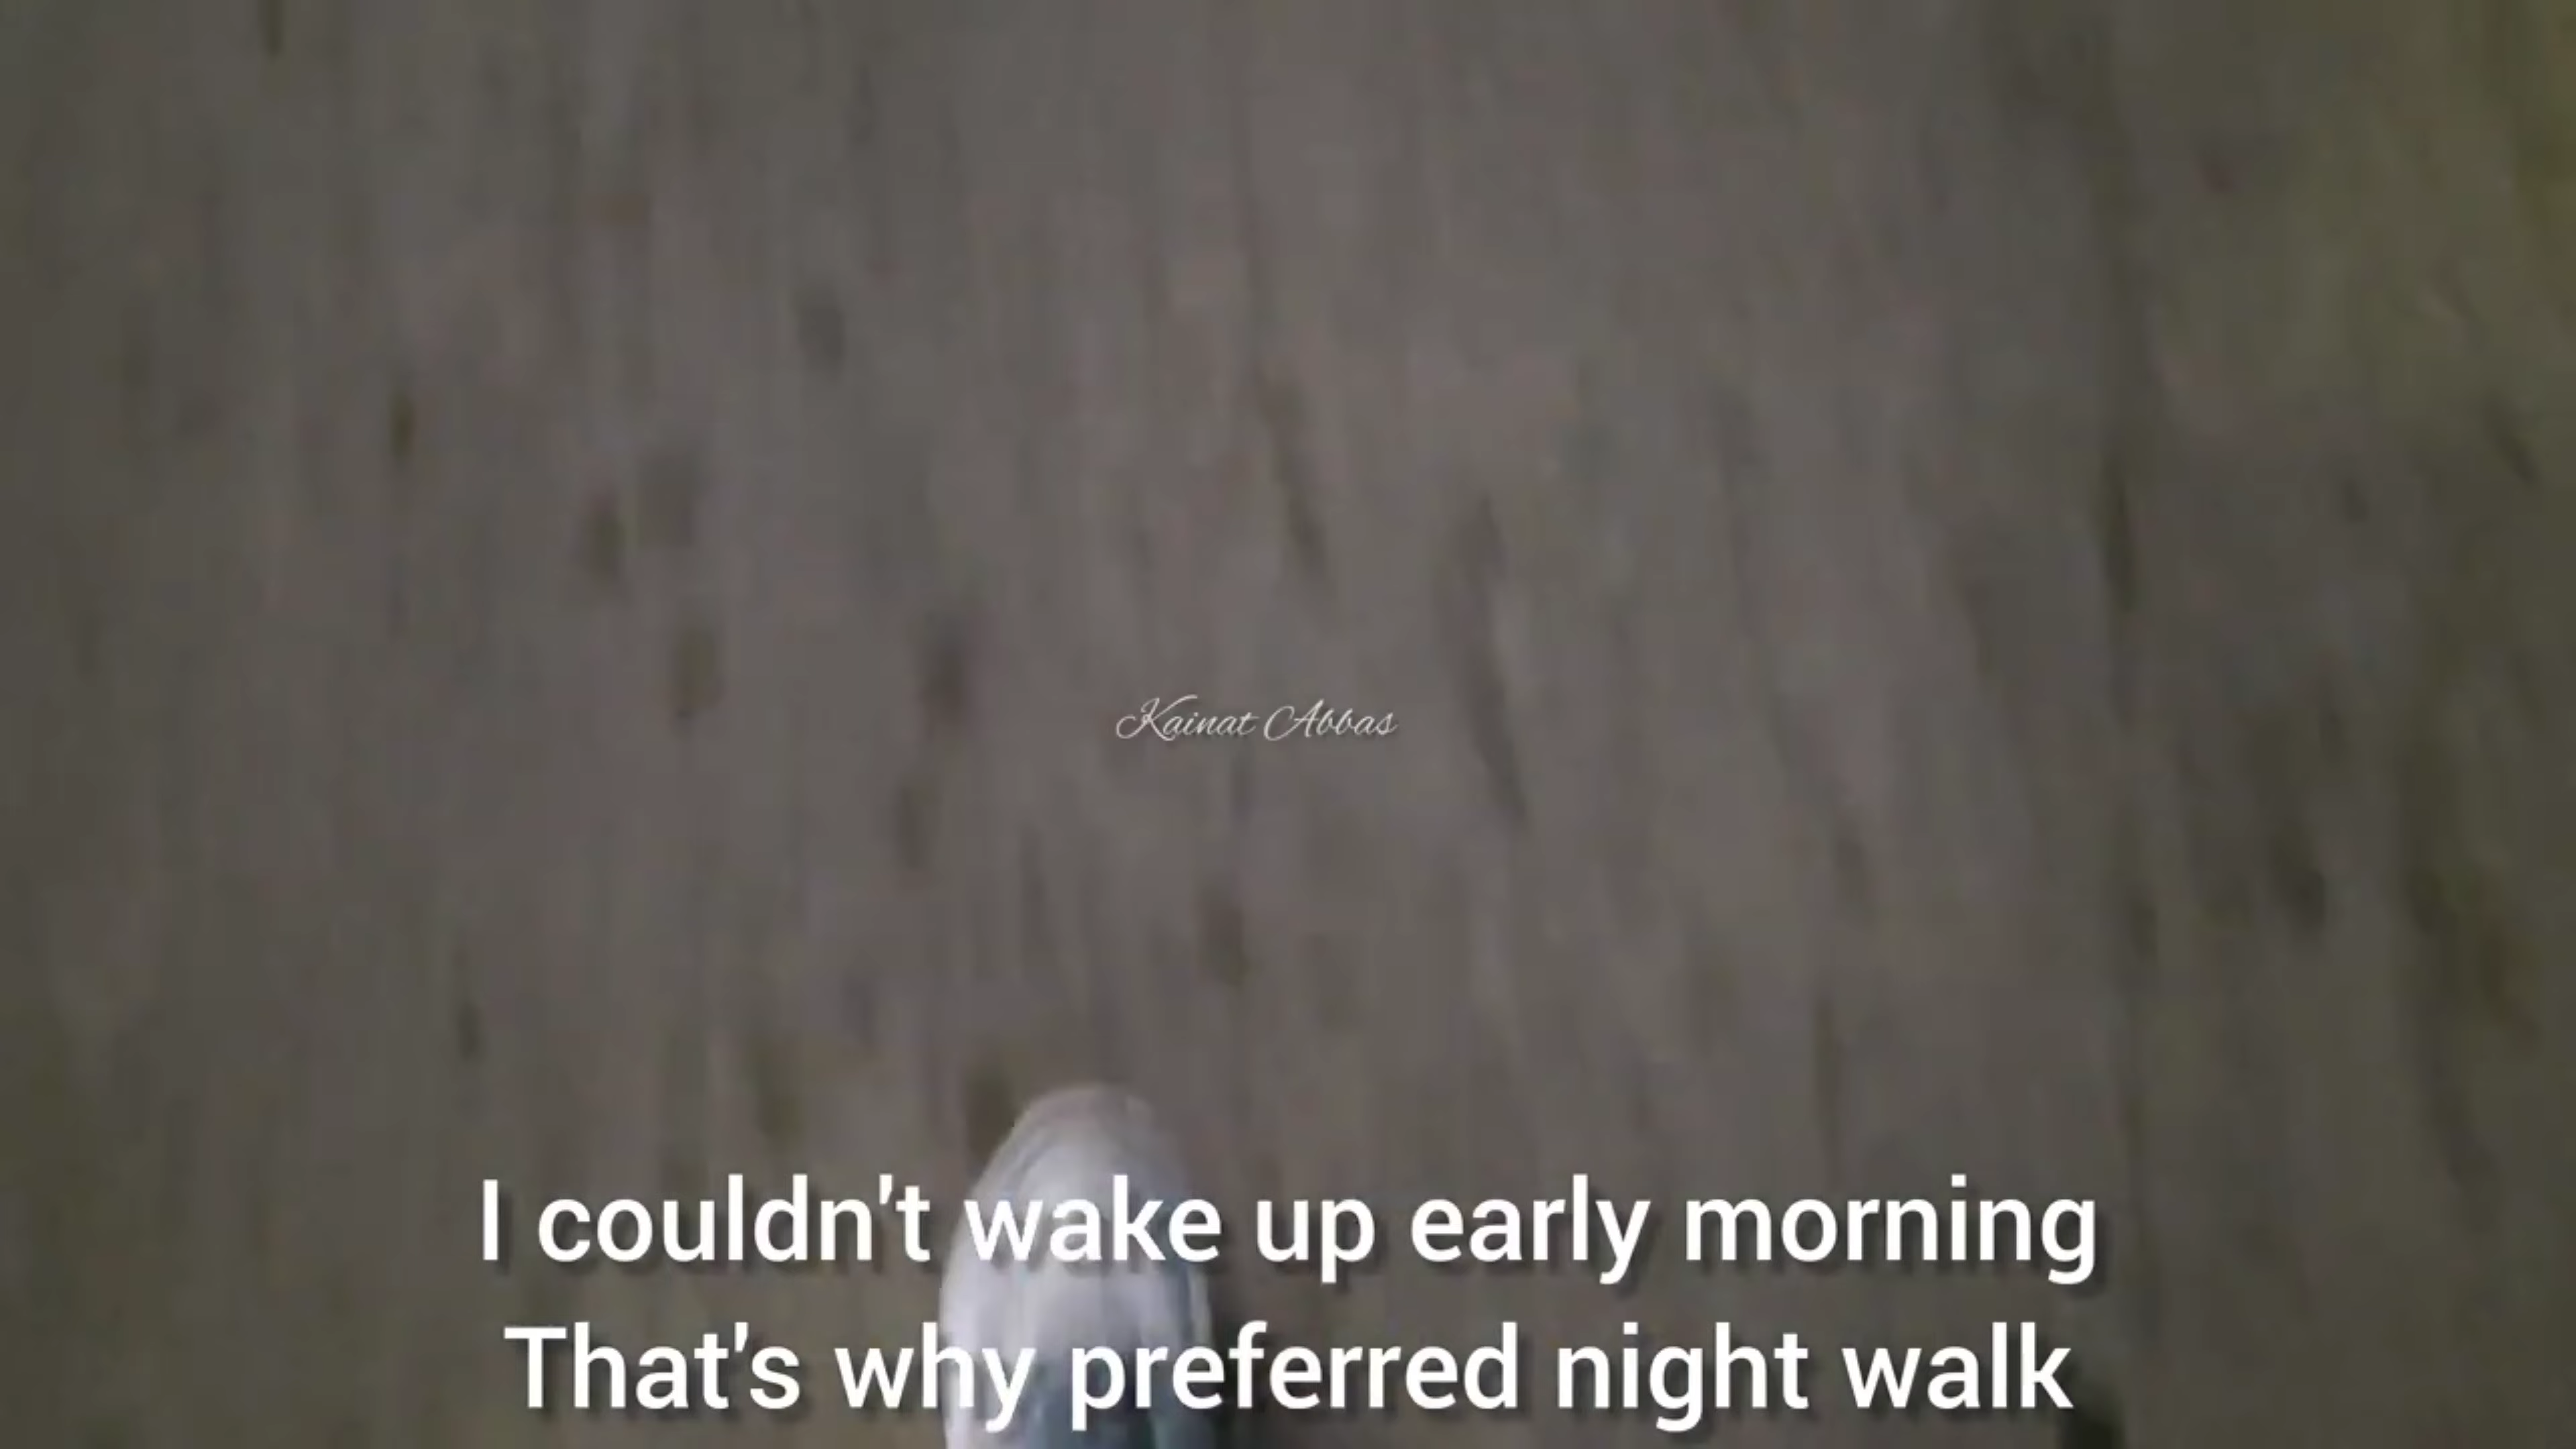 Kainat Abbas
I couldn't wake up early morning
That's why preferred night walk